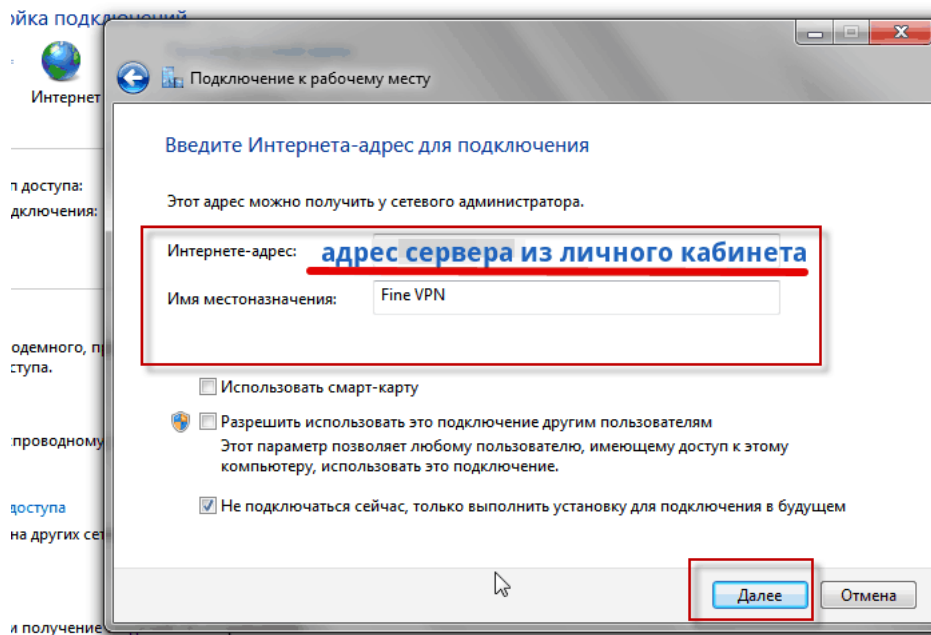 ойка подключений
Интернет
п доступа:
дключения:
одемного, пр
ступа.
проводному
доступа
на других сет
и получение
Подключение к рабочему месту
Введите Интернета-адрес для подключения
Этот адрес можно получить у сетевого администратора.
Интернете-адрес: адрес сервера из личного кабинета
Имя местоназначения: Fine VPN
Использовать смарт-карту
Разрешить использовать это подключение другим пользователям
Этот параметр позволяет любому пользователю, имеющему доступ к этому
компьютеру, использовать это подключение.
Не подключаться сейчас, только выполнить установку для подключения в будущем
Далее Отмена